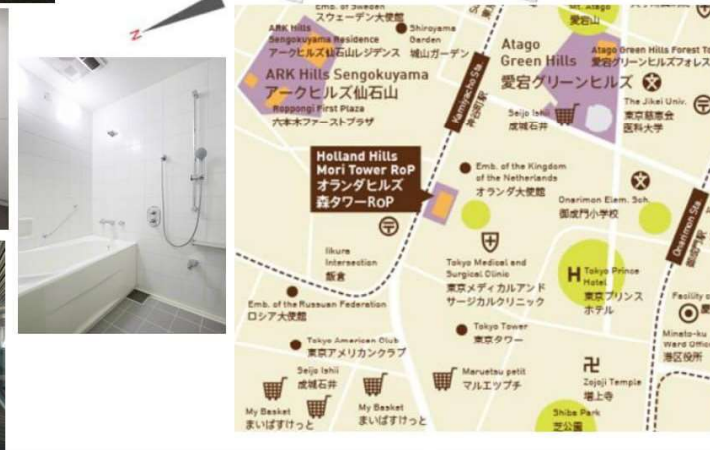 N
Emb. of Sweden
スウェーデン大使館
ARK Hills
Sengokuyama Residence
アークヒルズ仙石山レジデンス
Shiroyama
Garden
城山ガーデン
ARK Hills Sengokuyama
アークヒルズ仙石山
Roppongi First Plaza
六本木ファーストプラザ
Kamiyacho Sta.
神谷町駅
Mt. Atago
愛宕山
Atago
Green Hills
愛宕グリーンヒルズ
Atago Green Hills Forest To
愛宕グリーンヒルズフォレス
Seijo Ishii
成城石井
The Jikei Univ.
東京慈恵会
医科大学
Holland Hills
Mori Tower RoP
オランダヒルズ
森タワーRoP
Emb. of the Kingdom
of the Netherlands
オランダ大使館
Onarimon Elem. Sch.
御成門小学校
Onarimon Sta.
御成門駅
Iikura
Intersection
飯倉
Tokyo Medical and
Surgical Clinic
東京メディカルアンド
サージカルクリニック
H
Tokyo Prince
Hotel
東京プリンス
ホテル
Emb. of the Russian Federation
ロシア大使館
Facility o
Minato-ku
Ward Offic
港区役所
Tokyo American Club
東京アメリカンクラブ
Tokyo Tower
東京タワー
Seijo Ishii
成城石井
Maruetsu petit
マルエツプチ
Zojoji Temple
増上寺
My Basket
まいばすけっと
My Basket
まいばすけっと
Shiba Park
芝公園